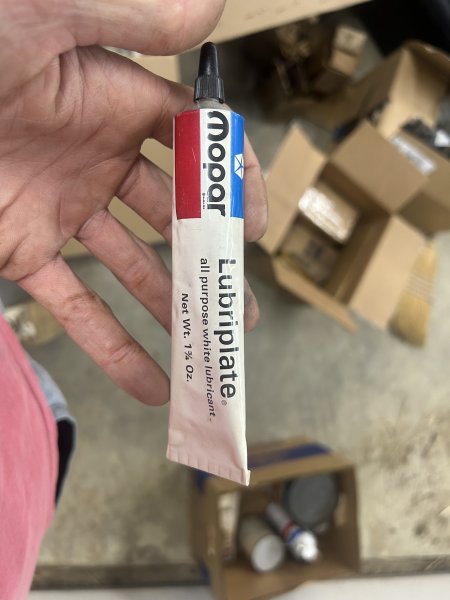 Mopar
Lubriplate®
all purpose white lubricant
Net Wt. 1¾ Oz.